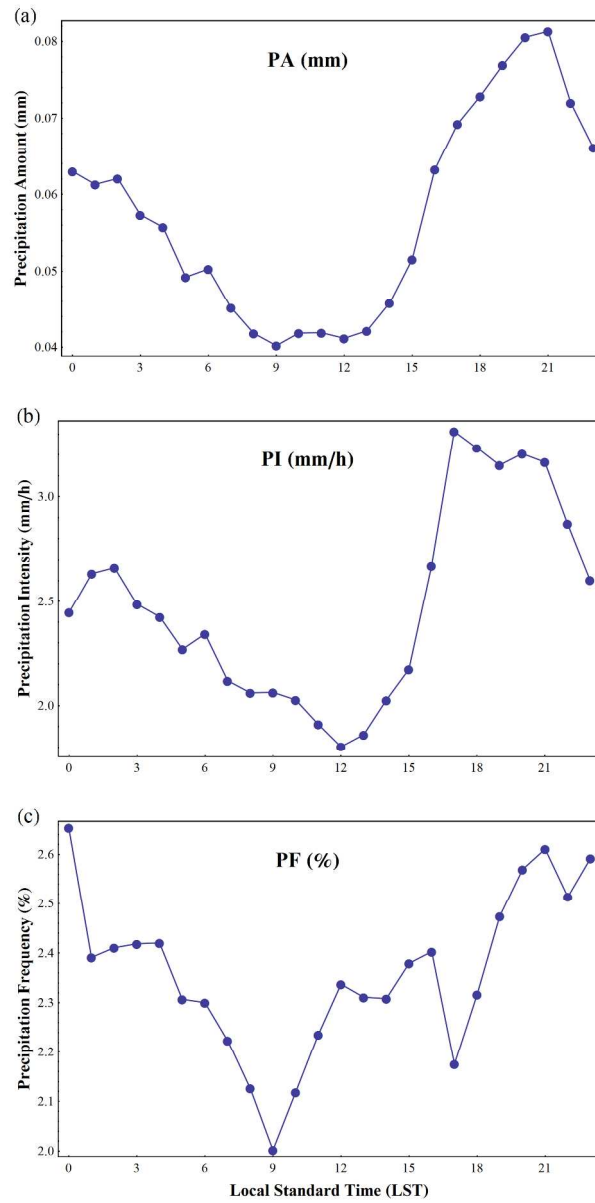 (a)
PA (mm)
Precipitation Amount (mm)
0.08
0.07
0.06
0.05
0.04
0 3 6 9 12 15 18 21
(b)
PI (mm/h)
Precipitation Intensity (mm/h)
3.0
2.5
2.0
0 3 6 9 12 15 18 21
(c)
PF (%)
Precipitation Frequency (%)
2.6
2.5
2.4
2.3
2.2
2.1
2.0
0 3 6 9 12 15 18 21
Local Standard Time (LST)